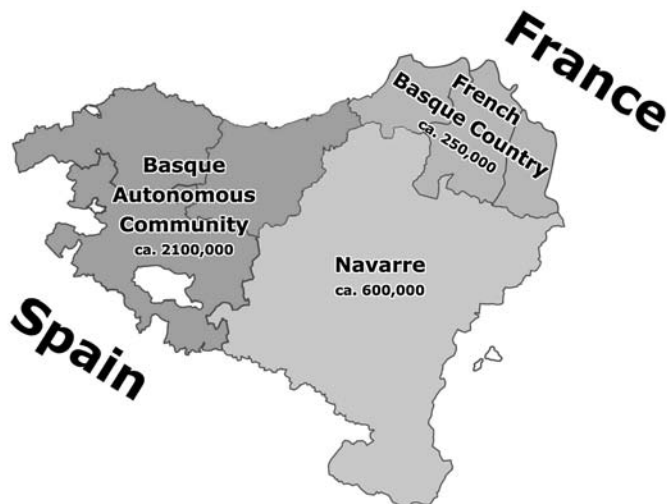 France
French
Basque Country
ca. 250,000
Basque
Autonomous
Community
ca. 2100,000
Navarre
ca. 600,000
Spain